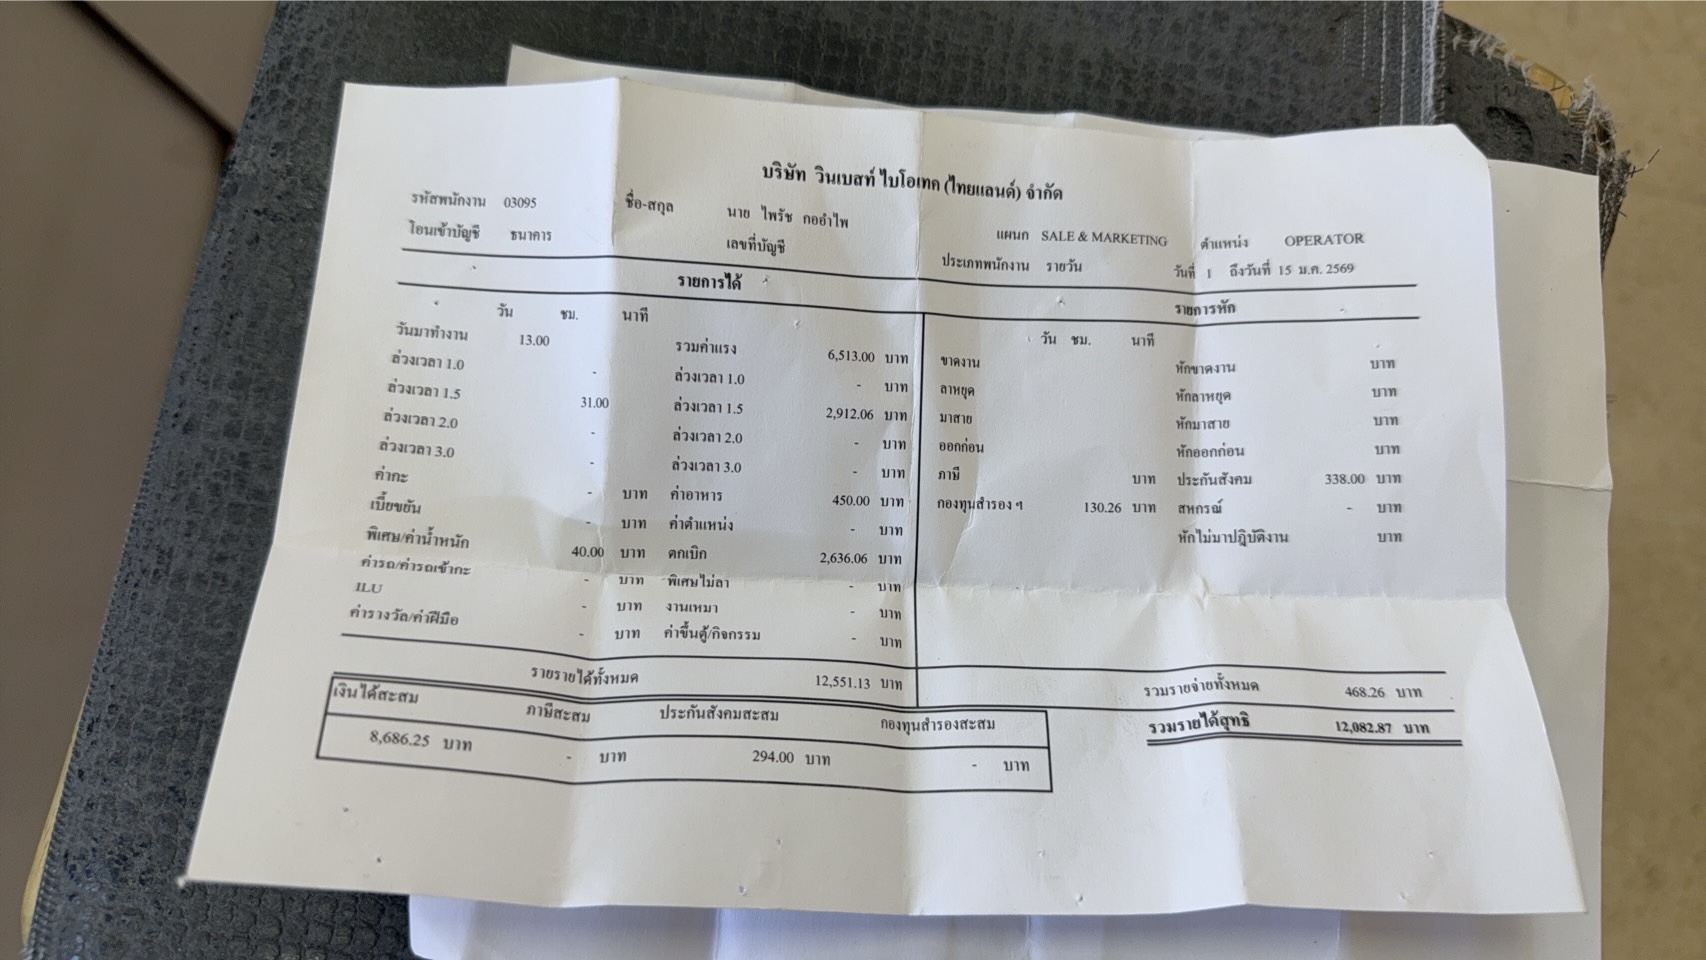 บริษัท วินเบสท์ ไบโอเทค (ไทยแลนด์) จำกัด
รหัสพนักงาน 03095 ชื่อ-สกุล นาย ไพรัช กออำไพ แผนก SALE & MARKETING ตำแหน่ง OPERATOR
โอนเข้าบัญชี ธนาคาร เลขที่บัญชี ประเภทพนักงาน รายวัน วันที่ 1 ถึงวันที่ 15 ม.ค. 2569
รายการได้ รายการหัก
วัน ชม. นาที วัน ชม. นาที
วันมาทำงาน 13.00 รวมค่าแรง 6,513.00 บาท ขาดงาน หักขาดงาน บาท
ล่วงเวลา 1.0 - ล่วงเวลา 1.0 - บาท ลาหยุด หักลาหยุด บาท
ล่วงเวลา 1.5 31.00 ล่วงเวลา 1.5 2,912.06 บาท มาสาย หักมาสาย บาท
ล่วงเวลา 2.0 - ล่วงเวลา 2.0 - บาท ออกก่อน หักออกก่อน บาท
ล่วงเวลา 3.0 - ล่วงเวลา 3.0 - บาท ภาษี บาท ประกันสังคม 338.00 บาท
ค่ากะ - บาท ค่าอาหาร 450.00 บาท กองทุนสำรอง ฯ 130.26 บาท สหกรณ์ - บาท
เบี้ยขยัน - บาท ค่าตำแหน่ง - บาท หักไม่มาปฎิบัติงาน บาท
พิเศษ/ค่าน้ำหนัก 40.00 บาท ตกเบิก 2,636.06 บาท
ค่ารถ/ค่ารถเข้ากะ - บาท พิเศษไม่ลา - บาท
ILU - บาท งานเหมา - บาท
ค่ารางวัล/ค่าฝีมือ - บาท ค่าขึ้นตู้/กิจกรรม - บาท
รายรายได้ทั้งหมด 12,551.13 บาท รวมรายจ่ายทั้งหมด 468.26 บาท
เงินได้สะสม ภาษีสะสม ประกันสังคมสะสม กองทุนสำรองสะสม รวมรายได้สุทธิ 12,082.87 บาท
8,686.25 บาท - บาท 294.00 บาท - บาท